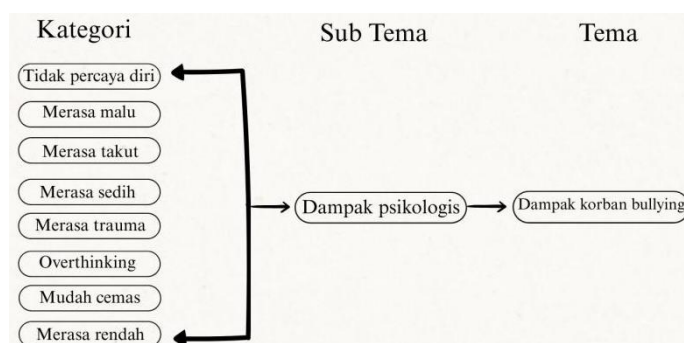 Kategori
Sub Tema
Tema
Tidak percaya diri
Merasa malu
Merasa takut
Merasa sedih
Merasa trauma
Overthinking
Mudah cemas
Merasa rendah
Dampak psikologis
Dampak korban bullying